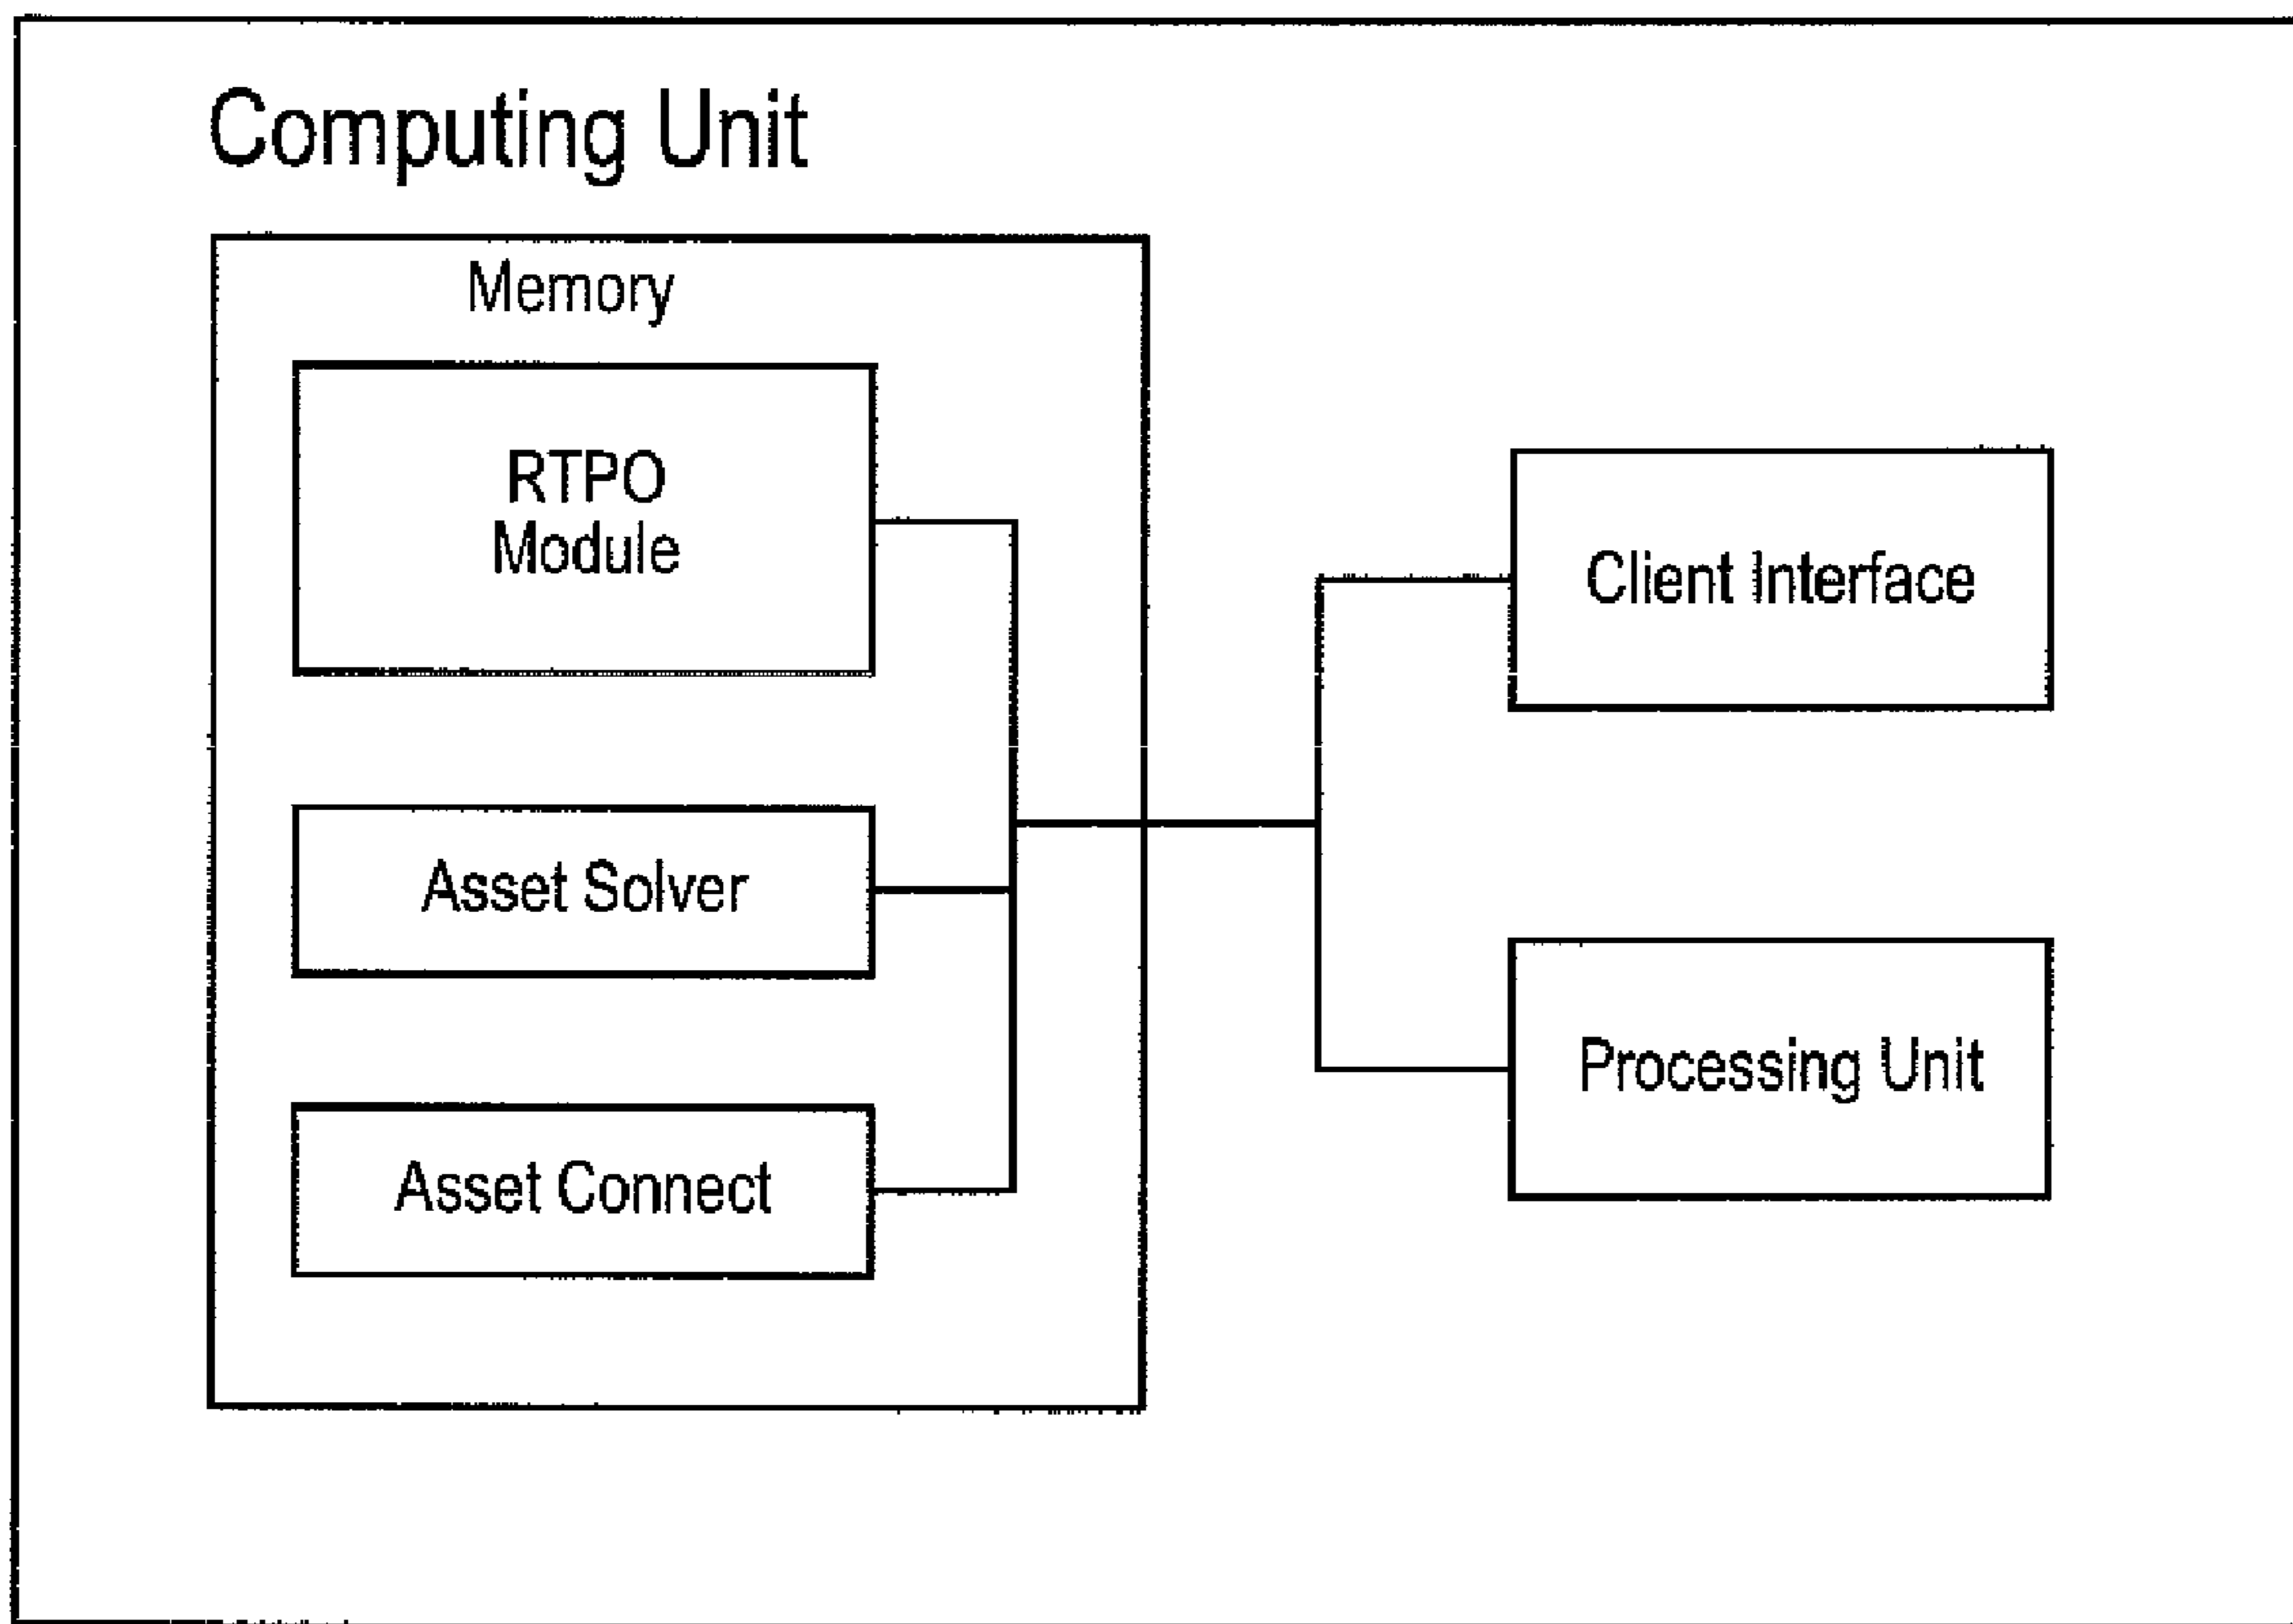 Computing Unit
Memory
RTPO
Module
Client Interface
Asset Solver
Processing Unit
Asset Connect